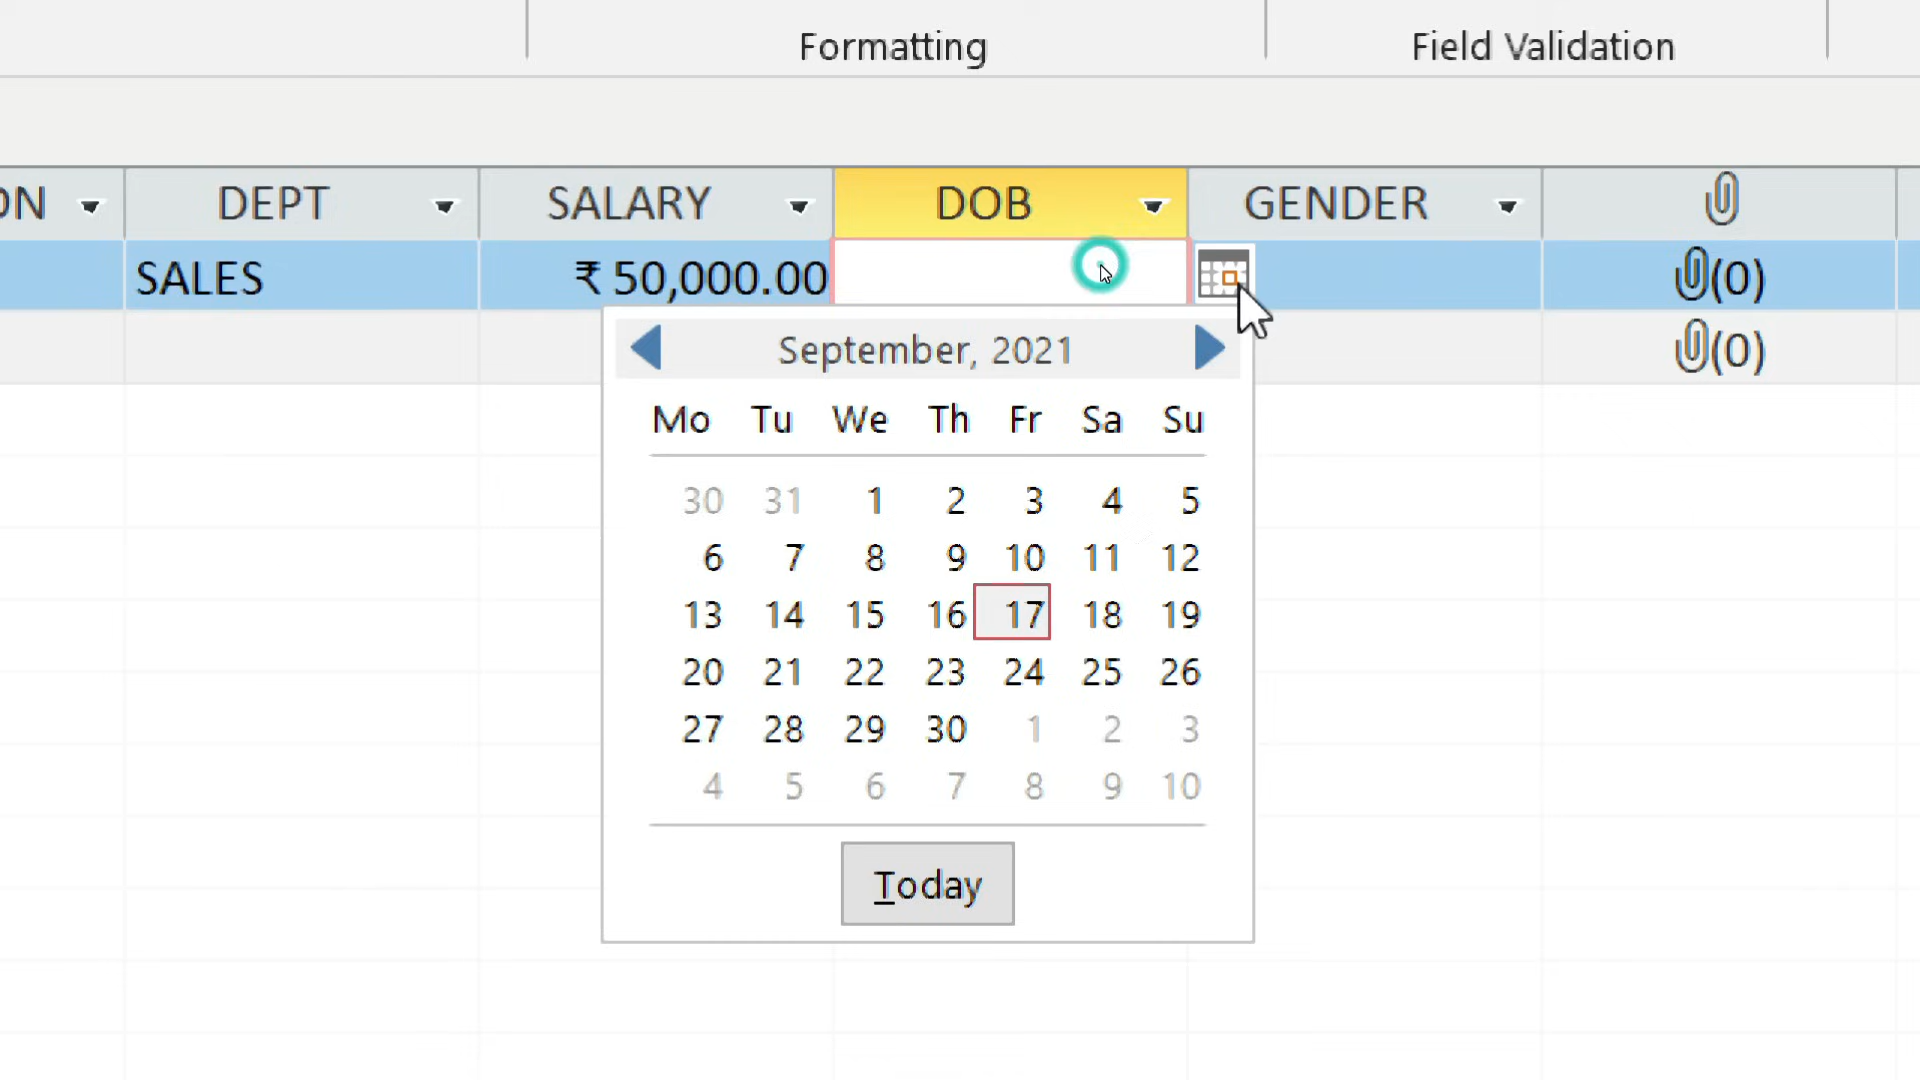 Formatting Field Validation
ON DEPT SALARY DOB GENDER
SALES ₹ 50,000.00 (0)
(0)
September, 2021
Mo Tu We Th Fr Sa Su
30 31 1 2 3 4 5
6 7 8 9 10 11 12
13 14 15 16 17 18 19
20 21 22 23 24 25 26
27 28 29 30 1 2 3
4 5 6 7 8 9 10
Today